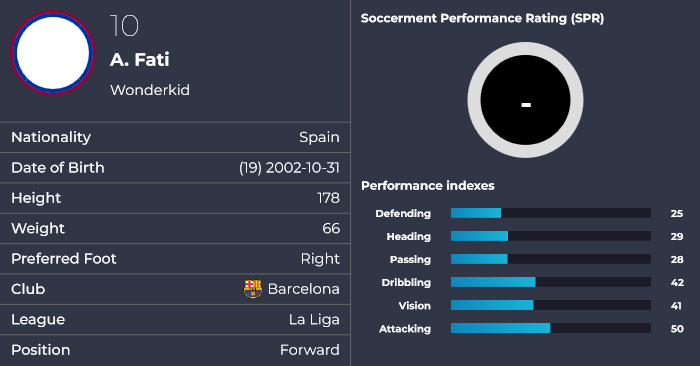 10
A. Fati
Wonderkid
Nationality Spain
Date of Birth (19) 2002-10-31
Height 178
Weight 66
Preferred Foot Right
Club Barcelona
League La Liga
Position Forward
Soccerment Performance Rating (SPR)
-
Performance indexes
Defending 25
Heading 29
Passing 28
Dribbling 42
Vision 41
Attacking 50